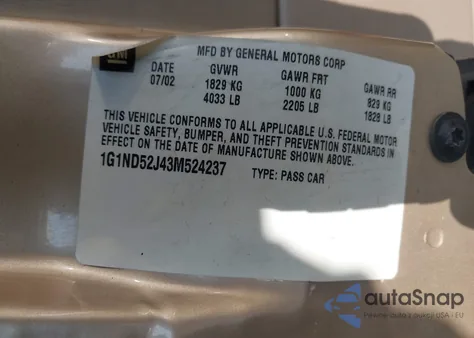 GM
MFD BY GENERAL MOTORS CORP
DATE GVWR GAWR FRT GAWR RR
07/02 1829 KG 1000 KG 829 KG
4033 LB 2205 LB 1828 LB
THIS VEHICLE CONFORMS TO ALL APPLICABLE U.S. FEDERAL MOTOR
VEHICLE SAFETY, BUMPER, AND THEFT PREVENTION STANDARDS IN
EFFECT ON THE DATE OF MANUFACTURE SHOWN ABOVE.
1G1ND52J43M524237 TYPE: PASS CAR
autoSnap